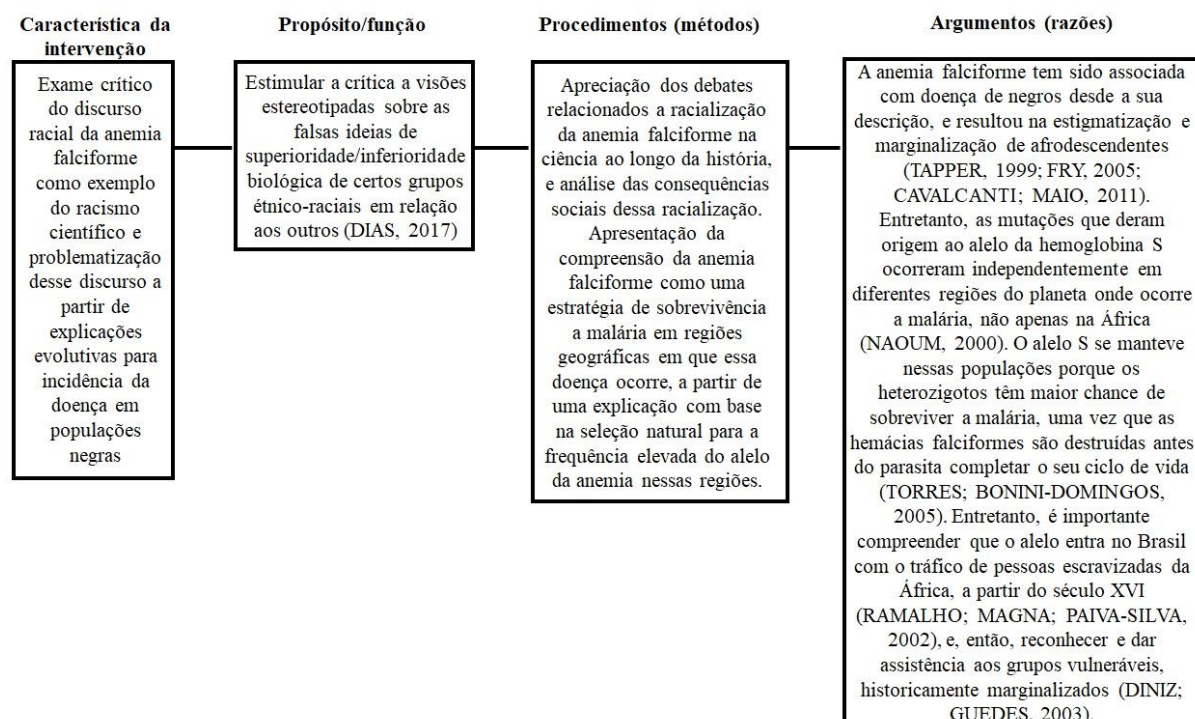 Característica da
intervenção
Exame crítico
do discurso
racial da anemia
falciforme
como exemplo
do racismo
científico e
problematização
desse discurso a
partir de
explicações
evolutivas para
incidência da
doença em
populações
negras
Propósito/função
Estimular a crítica a visões
estereotipadas sobre as
falsas ideias de
superioridade/inferioridade
biológica de certos grupos
étnico-raciais em relação
aos outros (DIAS, 2017)
Procedimentos (métodos)
Apreciação dos debates
relacionados a racialização
da anemia falciforme na
ciência ao longo da história,
e análise das consequências
sociais dessa racialização.
Apresentação da
compreensão da anemia
falciforme como uma
estratégia de sobrevivência
a malária em regiões
geográficas em que essa
doença ocorre, a partir de
uma explicação com base
na seleção natural para a
frequência elevada do alelo
da anemia nessas regiões.
Argumentos (razões)
A anemia falciforme tem sido associada
com doença de negros desde a sua
descrição, e resultou na estigmatização e
marginalização de afrodescendentes
(TAPPER, 1999; FRY, 2005;
CAVALCANTI; MAIO, 2011).
Entretanto, as mutações que deram
origem ao alelo da hemoglobina S
ocorreram independentemente em
diferentes regiões do planeta onde ocorre
a malária, não apenas na África
(NAOUM, 2000). O alelo S se manteve
nessas populações porque os
heterozigotos têm maior chance de
sobreviver a malária, uma vez que as
hemácias falciformes são destruídas antes
do parasita completar o seu ciclo de vida
(TORRES; BONINI-DOMINGOS,
2005). Entretanto, é importante
compreender que o alelo entra no Brasil
com o tráfico de pessoas escravizadas da
África, a partir do século XVI
(RAMALHO; MAGNA; PAIVA-SILVA,
2002), e, então, reconhecer e dar
assistência aos grupos vulneráveis,
historicamente marginalizados (DINIZ;
GUEDES, 2003).